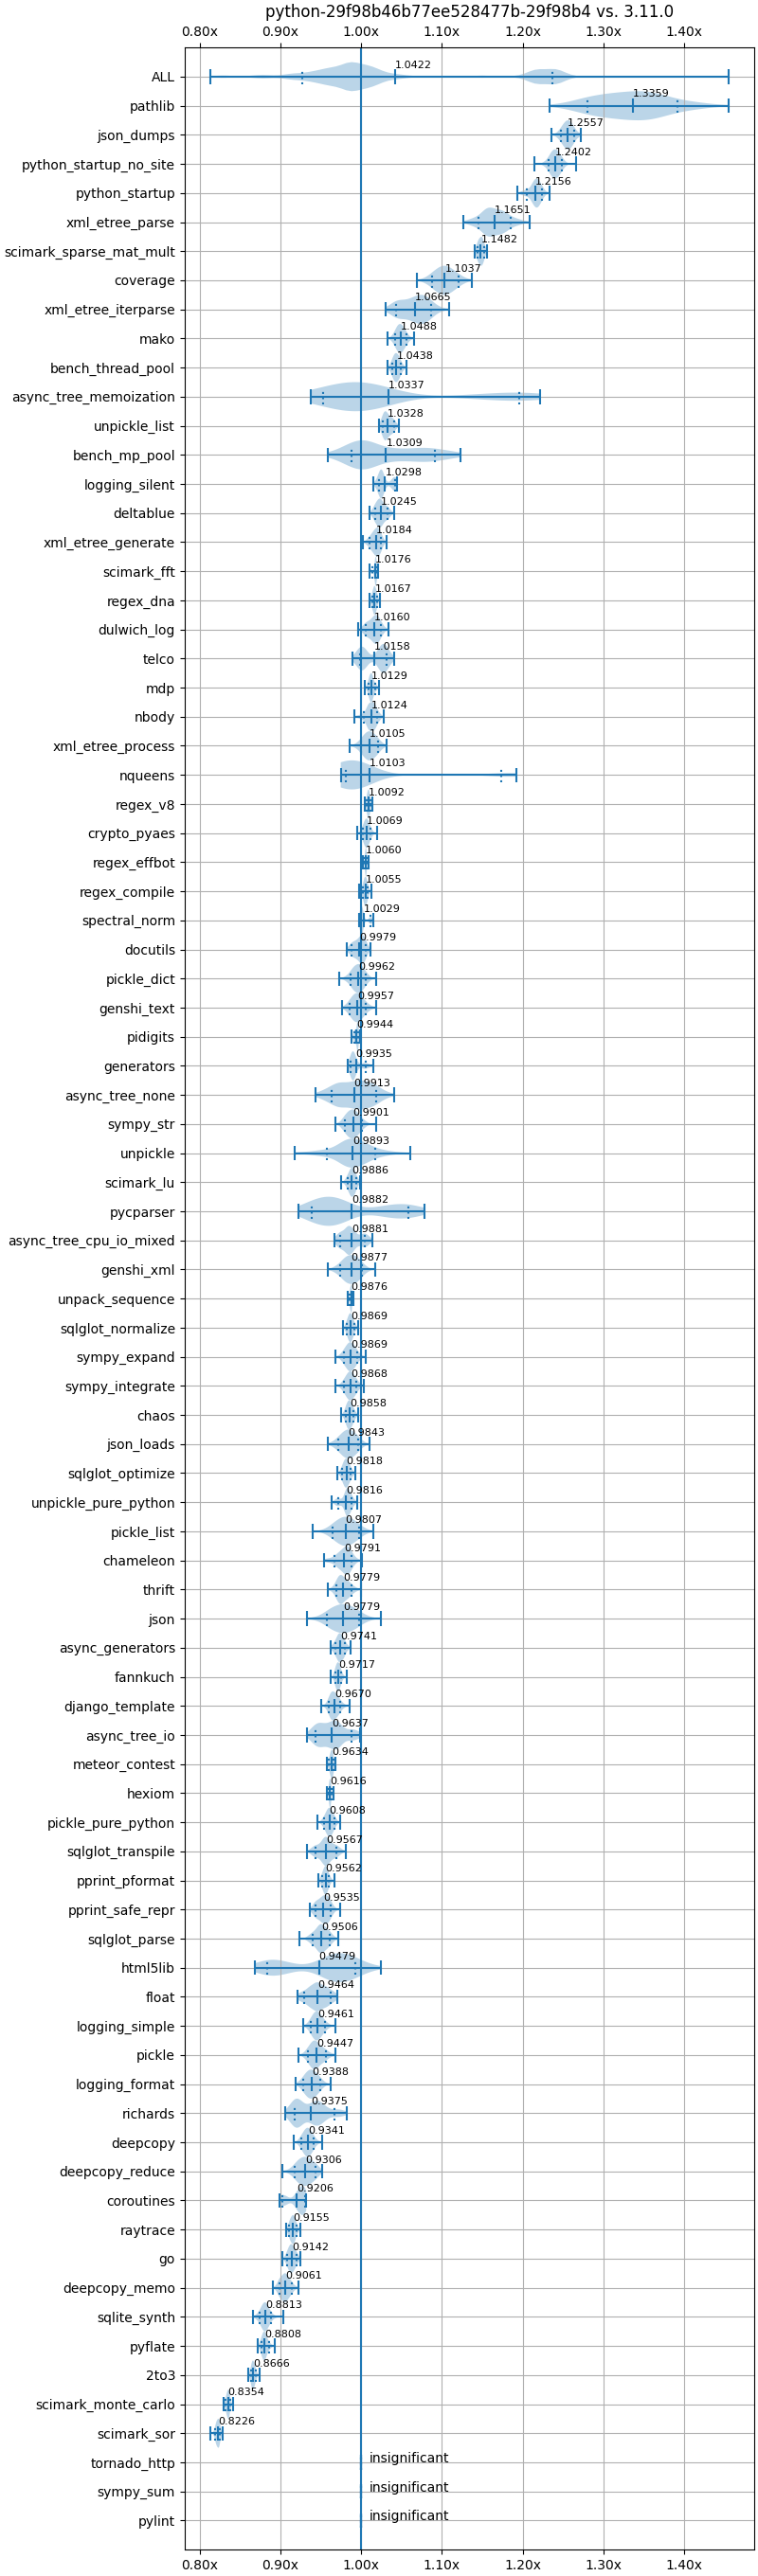 python-29f98b46b77ee528477b-29f98b4 vs. 3.11.0
0.80x 0.90x 1.00x 1.10x 1.20x 1.30x 1.40x
ALL 1.0422
pathlib 1.3359
json_dumps 1.2557
python_startup_no_site 1.2402
python_startup 1.2156
xml_etree_parse 1.1651
scimark_sparse_mat_mult 1.1482
coverage 1.1037
xml_etree_iterparse 1.0665
mako 1.0488
bench_thread_pool 1.0438
async_tree_memoization 1.0337
unpickle_list 1.0328
bench_mp_pool 1.0309
logging_silent 1.0298
deltablue 1.0245
xml_etree_generate 1.0184
scimark_fft 1.0176
regex_dna 1.0167
dulwich_log 1.0160
telco 1.0158
mdp 1.0129
nbody 1.0124
xml_etree_process 1.0105
nqueens 1.0103
regex_v8 1.0092
crypto_pyaes 1.0069
regex_effbot 1.0060
regex_compile 1.0055
spectral_norm 1.0029
docutils 0.9979
pickle_dict 0.9962
genshi_text 0.9957
pidigits 0.9944
generators 0.9935
async_tree_none 0.9913
sympy_str 0.9901
unpickle 0.9893
scimark_lu 0.9886
pycparser 0.9882
async_tree_cpu_io_mixed 0.9881
genshi_xml 0.9877
unpack_sequence 0.9876
sqlglot_normalize 0.9869
sympy_expand 0.9869
sympy_integrate 0.9868
chaos 0.9858
json_loads 0.9843
sqlglot_optimize 0.9818
unpickle_pure_python 0.9816
pickle_list 0.9807
chameleon 0.9791
thrift 0.9779
json 0.9779
async_generators 0.9741
fannkuch 0.9717
django_template 0.9670
async_tree_io 0.9637
meteor_contest 0.9634
hexiom 0.9616
pickle_pure_python 0.9608
sqlglot_transpile 0.9567
pprint_pformat 0.9562
pprint_safe_repr 0.9535
sqlglot_parse 0.9506
html5lib 0.9479
float 0.9464
logging_simple 0.9461
pickle 0.9447
logging_format 0.9388
richards 0.9375
deepcopy 0.9341
deepcopy_reduce 0.9306
coroutines 0.9206
raytrace 0.9155
go 0.9142
deepcopy_memo 0.9061
sqlite_synth 0.8813
pyflate 0.8808
2to3 0.8666
scimark_monte_carlo 0.8354
scimark_sor 0.8226
tornado_http insignificant
sympy_sum insignificant
pylint insignificant
0.80x 0.90x 1.00x 1.10x 1.20x 1.30x 1.40x